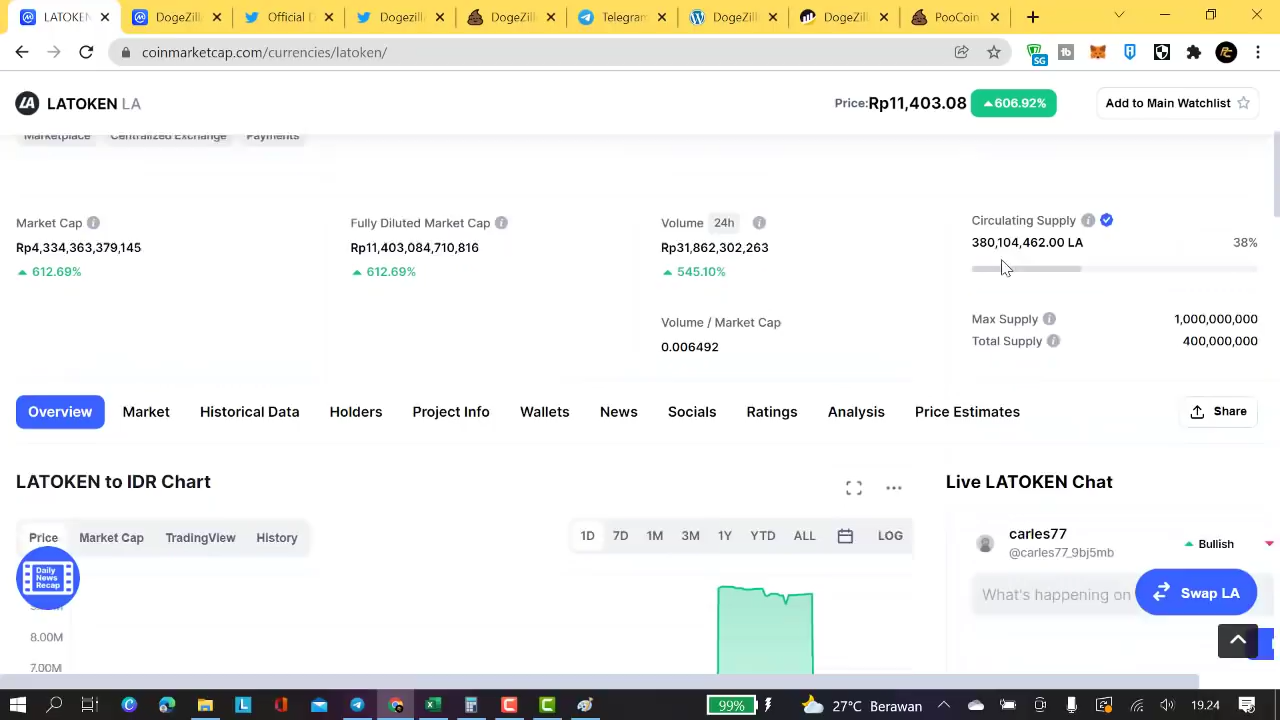 LATOKEN
DogeZill
Official D
Dogezill
DogeZill
Telegram
DogeZill
DogeZill
PooCoin
coinmarketcap.com/currencies/latoken/
SG
LA LATOKEN LA
Price:Rp11,403.08 606.92%
Add to Main Watchlist
Marketplace Centralized Exchange Payments
Market Cap
Rp4,334,363,379,145
612.69%
Fully Diluted Market Cap
Rp11,403,084,710,816
612.69%
Volume 24h
Rp31,862,302,263
545.10%
Volume / Market Cap
0.006492
Circulating Supply
380,104,462.00 LA 38%
Max Supply 1,000,000,000
Total Supply 400,000,000
Overview Market Historical Data Holders Project Info Wallets News Socials Ratings Analysis Price Estimates
Share
LATOKEN to IDR Chart
Price Market Cap TradingView History
1D 7D 1M 3M 1Y YTD ALL LOG
Daily
News
Recap
8.00M
7.00M
Live LATOKEN Chat
carles77
@carles77_9bj5mb
Bullish
What's happening on
Swap LA
99%
27°C Berawan
19.24